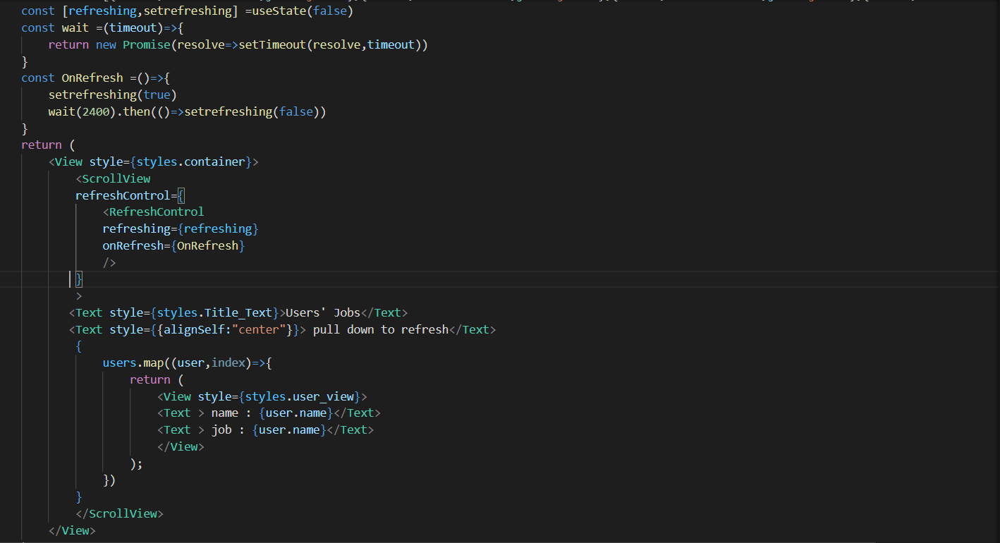 const [refreshing,setrefreshing] =useState(false)
const wait =(timeout)=>{
    return new Promise(resolve=>setTimeout(resolve,timeout))
}
const OnRefresh =()=>{
    setrefreshing(true)
    wait(2400).then(()=>setrefreshing(false))
}
return (
    <View style={styles.container}>
        <ScrollView
        refreshControl={
            <RefreshControl
            refreshing={refreshing}
            onRefresh={OnRefresh}
            />
        }
        >
       <Text style={styles.Title_Text}>Users' Jobs</Text>
       <Text style={{alignSelf:"center"}}> pull down to refresh</Text>
        {
            users.map((user,index)=>{
                return (
                    <View style={styles.user_view}>
                    <Text > name : {user.name}</Text>
                    <Text > job : {user.name}</Text>
                    </View>
                );
            })
        }
        </ScrollView>
    </View>